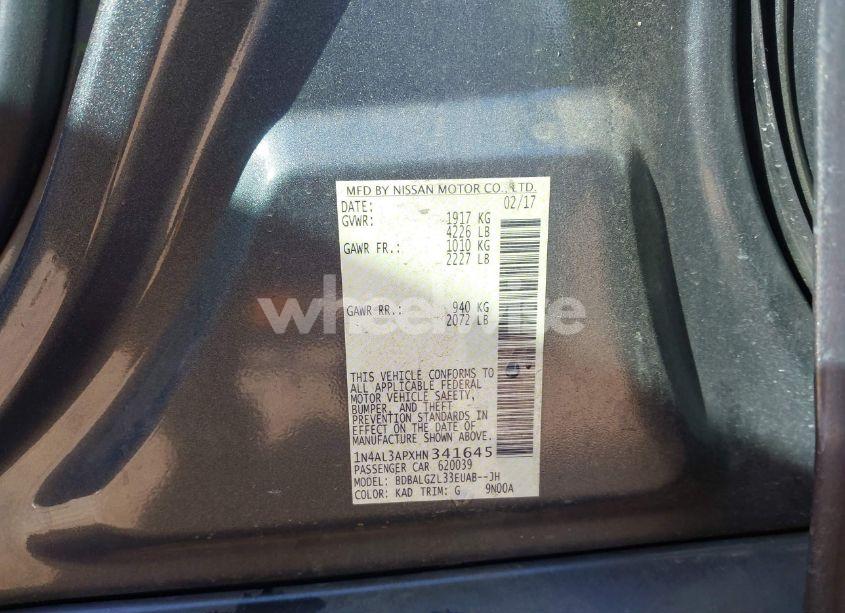 MFD BY NISSAN MOTOR CO., LTD.
DATE: 02/17
GVWR: 1917 KG
4226 LB
GAWR FR.: 1010 KG
2227 LB
GAWR RR.: 940 KG
2072 LB
THIS VEHICLE CONFORMS TO
ALL APPLICABLE FEDERAL
MOTOR VEHICLE SAFETY,
BUMPER, AND THEFT
PREVENTION STANDARDS IN
EFFECT ON THE DATE OF
MANUFACTURE SHOWN ABOVE.
1N4AL3APXHN341645
PASSENGER CAR 620039
MODEL: BDBALGZL33EUAB--JH
COLOR: KAD TRIM: G 9N00A